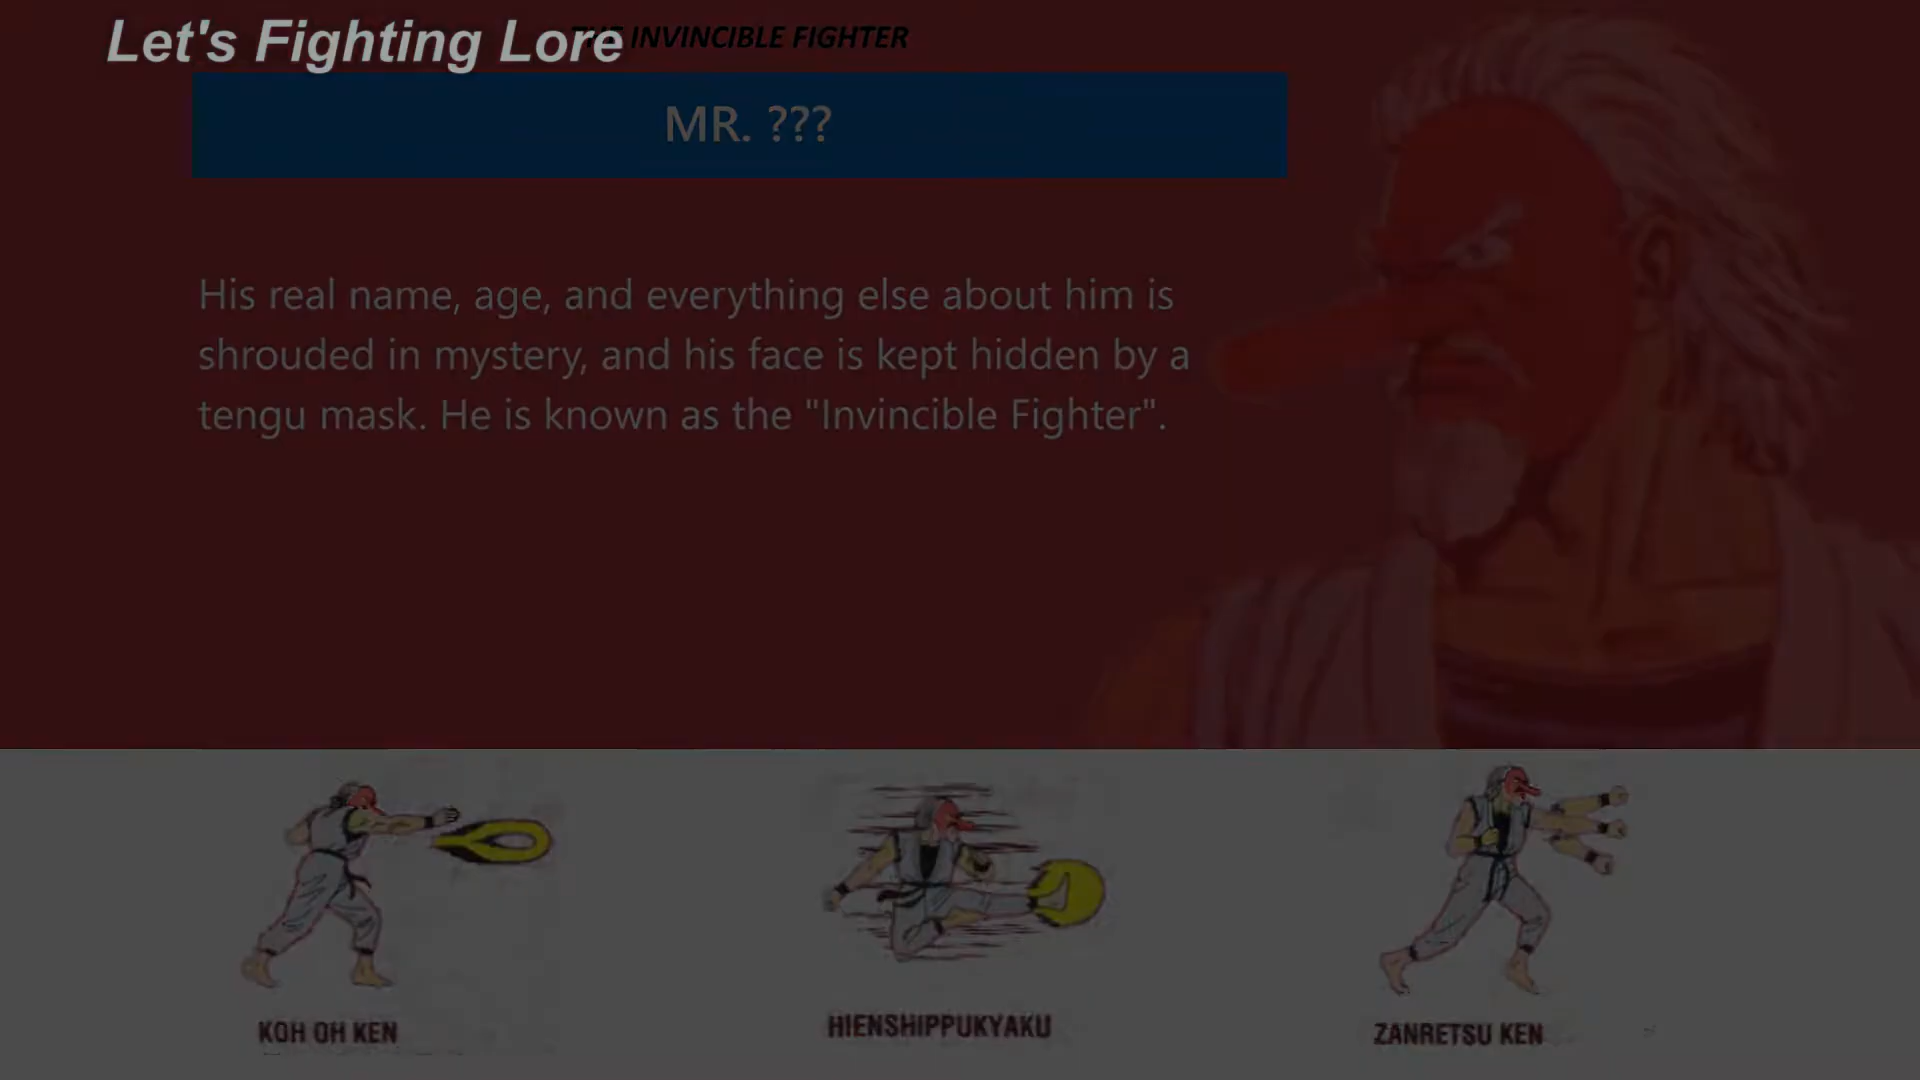 Let's Fighting Lore
THE INVINCIBLE FIGHTER
MR. ???
His real name, age, and everything else about him is
shrouded in mystery, and his face is kept hidden by a
tengu mask. He is known as the "Invincible Fighter".
KOH OH KEN
HIENSHIPPUKYAKU
ZANRETSU KEN